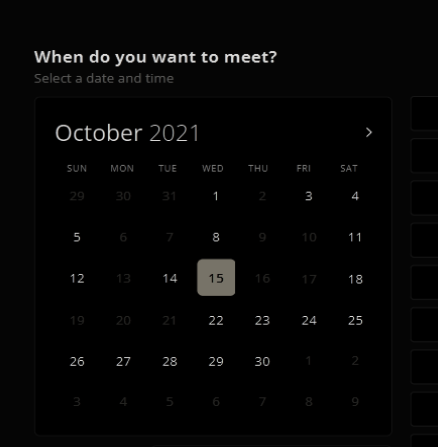 When do you want to meet?
Select a date and time
October 2021
SUN MON TUE WED THU FRI SAT
29 30 31 1 2 3 4
5 6 7 8 9 10 11
12 13 14 15 16 17 18
19 20 21 22 23 24 25
26 27 28 29 30 1 2
3 4 5 6 7 8 9